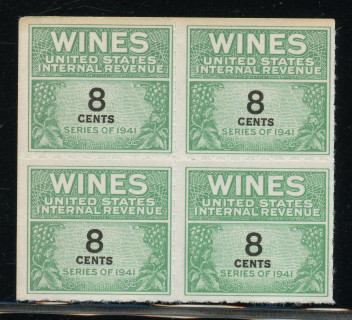 WINES
UNITED STATES
INTERNAL REVENUE
8
CENTS
SERIES OF 1941
WINES
UNITED STATES
INTERNAL REVENUE
8
CENTS
SERIES OF 1941
WINES
UNITED STATES
INTERNAL REVENUE
8
CENTS
SERIES OF 1941
WINES
UNITED STATES
INTERNAL REVENUE
8
CENTS
SERIES OF 1941